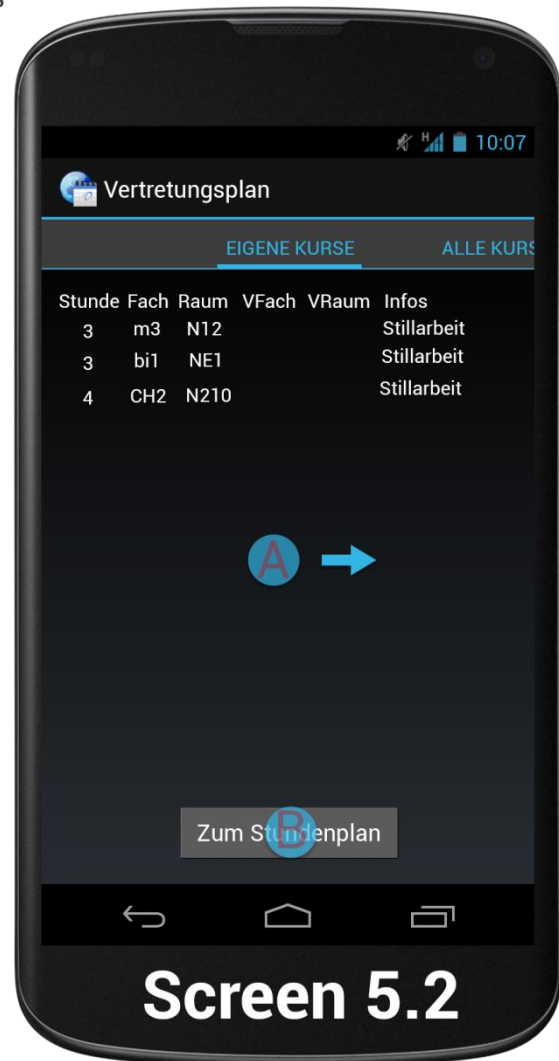 10:07
Vertretungsplan
EIGENE KURSE ALLE KURS
Stunde Fach Raum VFach VRaum Infos
3 m3 N12 Stillarbeit
3 bi1 NE1 Stillarbeit
4 CH2 N210 Stillarbeit
A
Zum Stundenplan
B
Screen 5.2